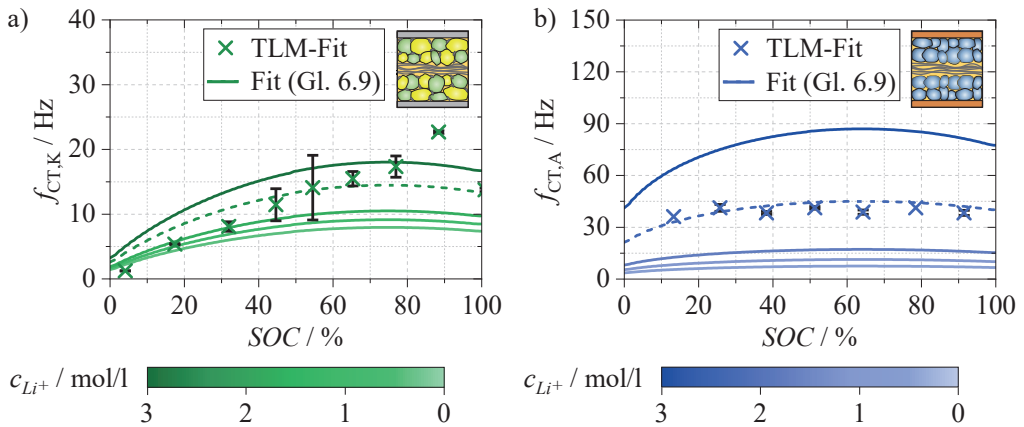 a)
40
30
20
10
0
f_CT,K / Hz
TLM-Fit
Fit (Gl. 6.9)
0 20 40 60 80 100
SOC / %
c_Li+ / mol/l
3 2 1 0
b)
150
120
90
60
30
0
f_CT,A / Hz
TLM-Fit
Fit (Gl. 6.9)
0 20 40 60 80 100
SOC / %
c_Li+ / mol/l
3 2 1 0